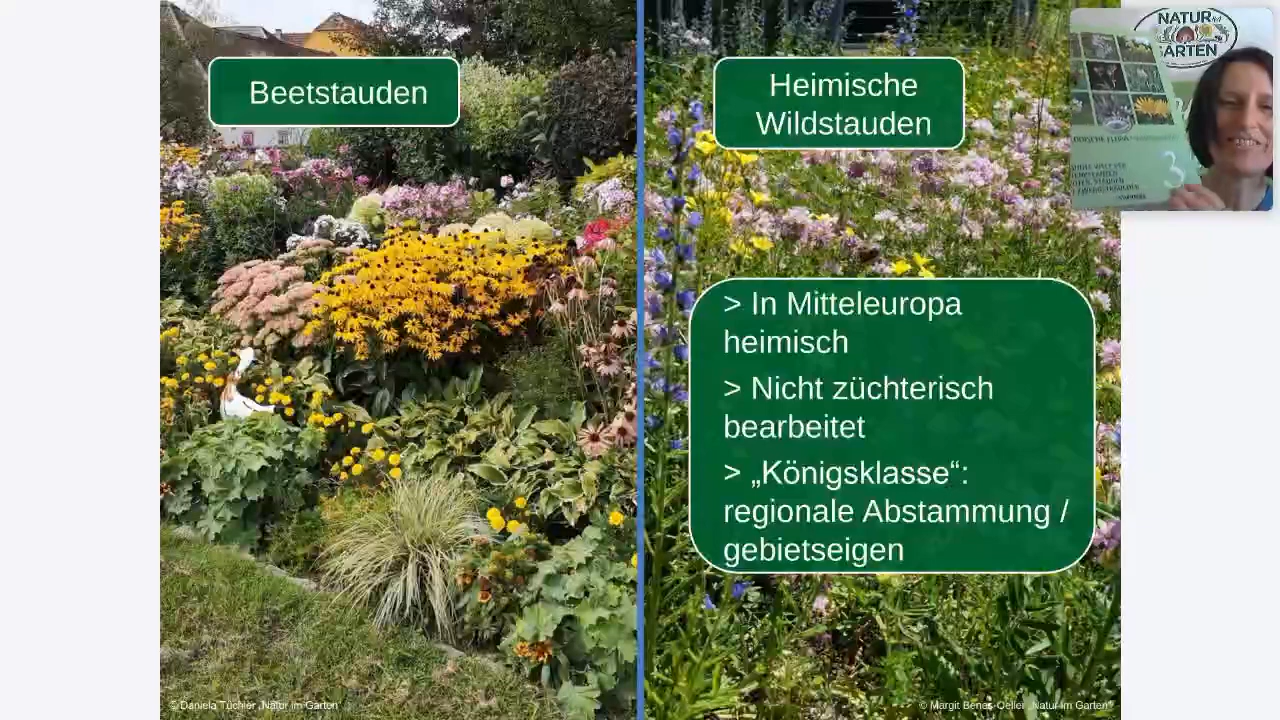 Beetstauden
Heimische
Wildstauden
> In Mitteleuropa
heimisch
> Nicht züchterisch
bearbeitet
> „Königsklasse“:
regionale Abstammung /
gebietseigen
NATUR im
GARTEN
3
© Daniela Tüchler „Natur im Garten“
© Margit Benes-Oeller „Natur im Garten“